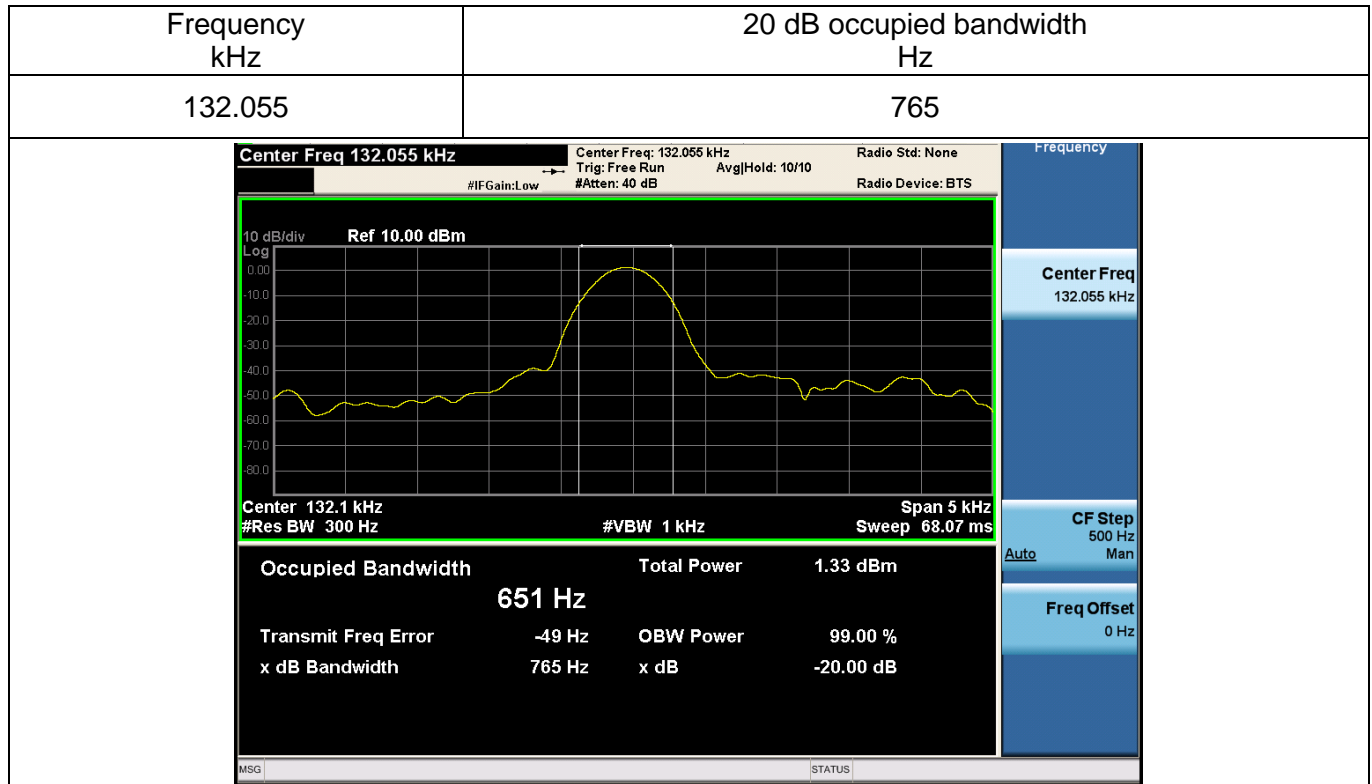 Frequency
kHz
20 dB occupied bandwidth
Hz
132.055
765
Center Freq 132.055 kHz
#IFGain:Low
Center Freq: 132.055 kHz
Trig: Free Run Avg|Hold: 10/10
#Atten: 40 dB
Radio Std: None
Radio Device: BTS
Frequency
10 dB/div Ref 10.00 dBm
Log
0.00
-10.0
-20.0
-30.0
-40.0
-50.0
-60.0
-70.0
-80.0
Center 132.1 kHz Span 5 kHz
#Res BW 300 Hz #VBW 1 kHz Sweep 68.07 ms
Center Freq
132.055 kHz
CF Step
500 Hz
Auto Man
Freq Offset
0 Hz
Occupied Bandwidth Total Power 1.33 dBm
651 Hz
Transmit Freq Error -49 Hz OBW Power 99.00 %
x dB Bandwidth 765 Hz x dB -20.00 dB
MSG STATUS